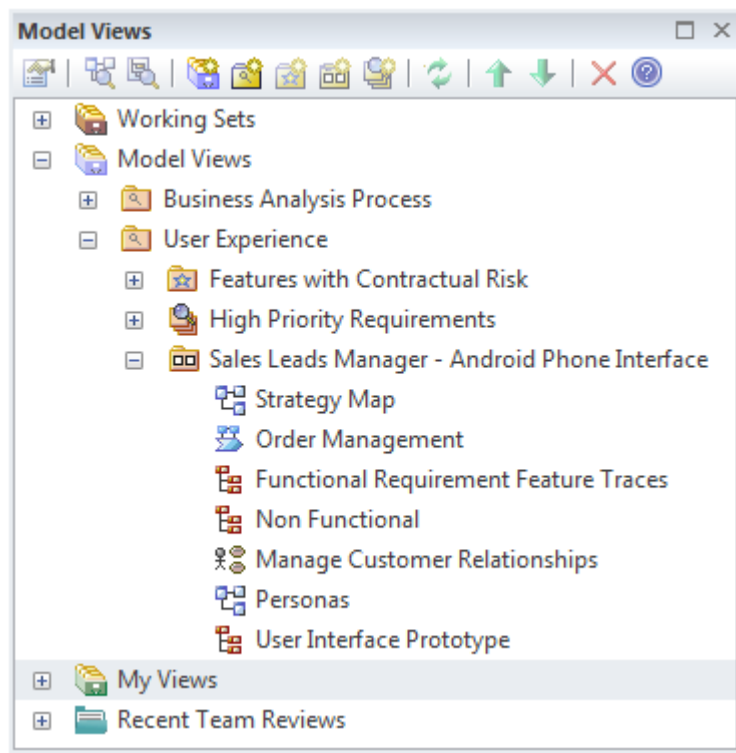 Model Views
Working Sets
Model Views
Business Analysis Process
User Experience
Features with Contractual Risk
High Priority Requirements
Sales Leads Manager - Android Phone Interface
Strategy Map
Order Management
Functional Requirement Feature Traces
Non Functional
Manage Customer Relationships
Personas
User Interface Prototype
My Views
Recent Team Reviews